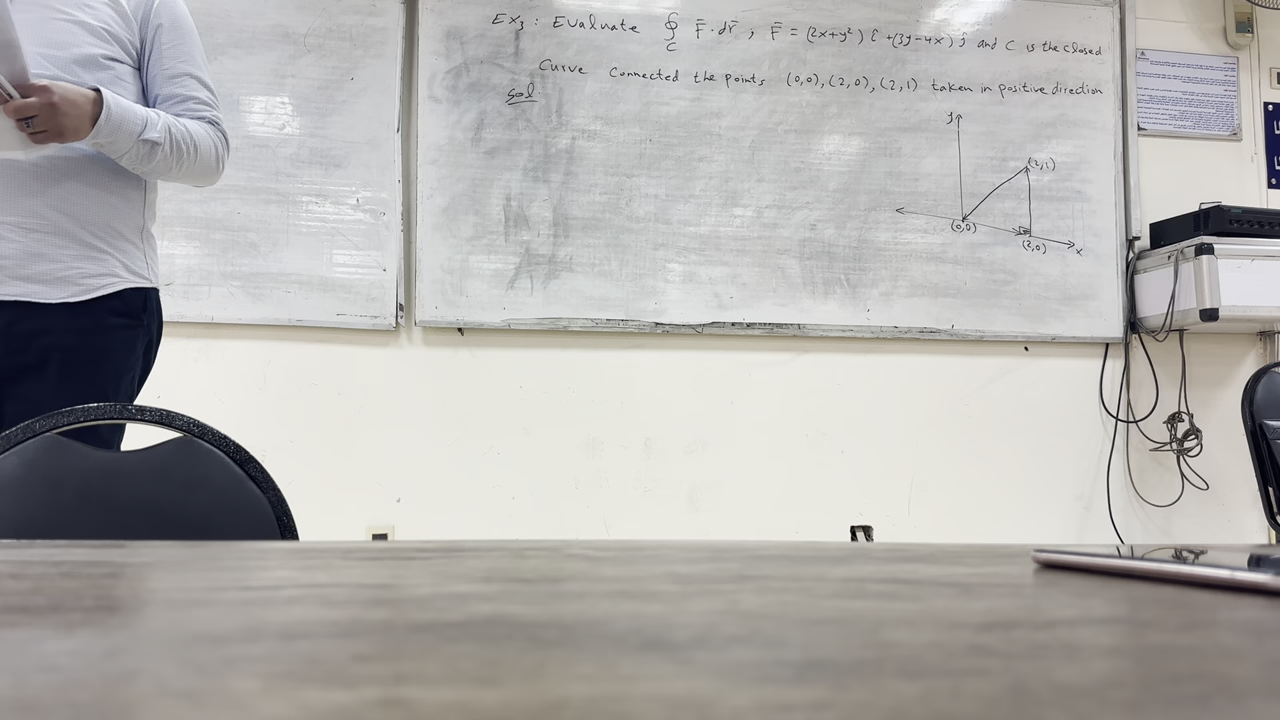 Ex₃ : Evaluate ∮ F̄ · dr̄ , F̄ = (2x+y²) î + (3y-4x) ĵ and C is the closed
C
Curve Connected the points (0,0), (2,0), (2,1) taken in positive direction
sol.
y
(2,1)
(0,0)
(2,0)
x